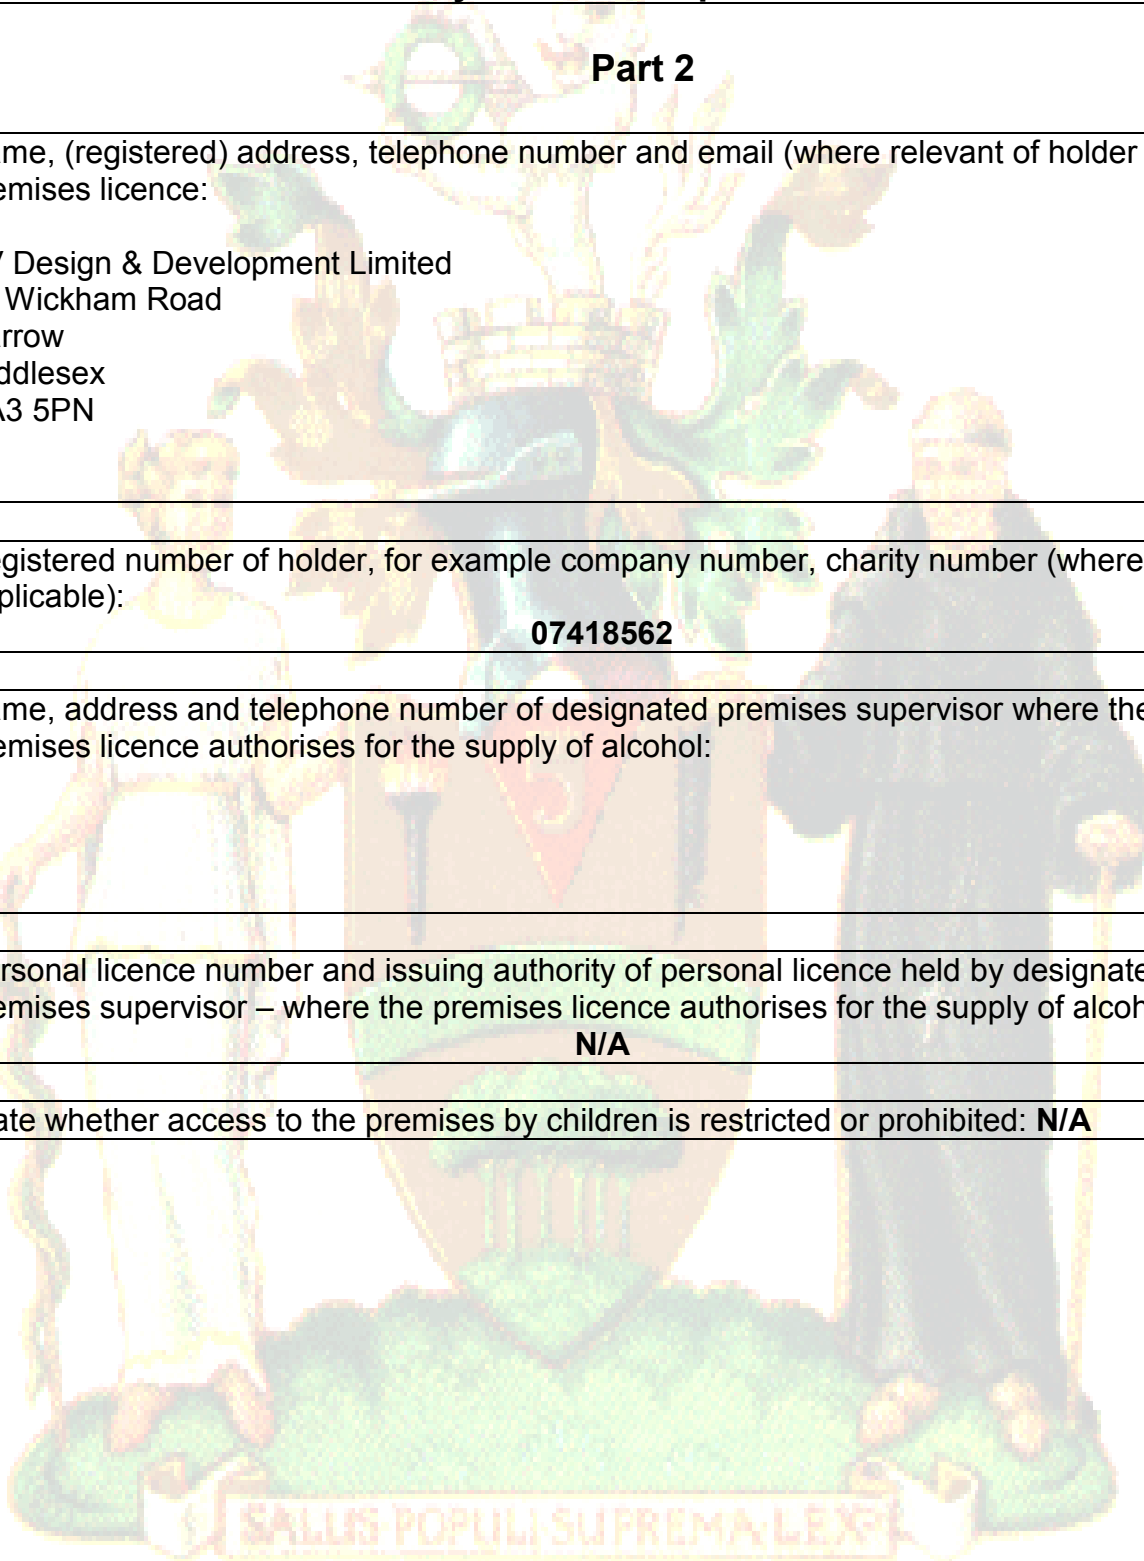 Part 2
me, (registered) address, telephone number and email (where relevant of holder
emises licence:
Design & Development Limited
Wickham Road
rrow
ddlesex
A3 5PN
egistered number of holder, for example company number, charity number (where
plicable):
07418562
me, address and telephone number of designated premises supervisor where the
emises licence authorises for the supply of alcohol:
rsonal licence number and issuing authority of personal licence held by designate
emises supervisor – where the premises licence authorises for the supply of alcoh
N/A
ate whether access to the premises by children is restricted or prohibited: N/A
SALUS POPULI SUPREMA LEX